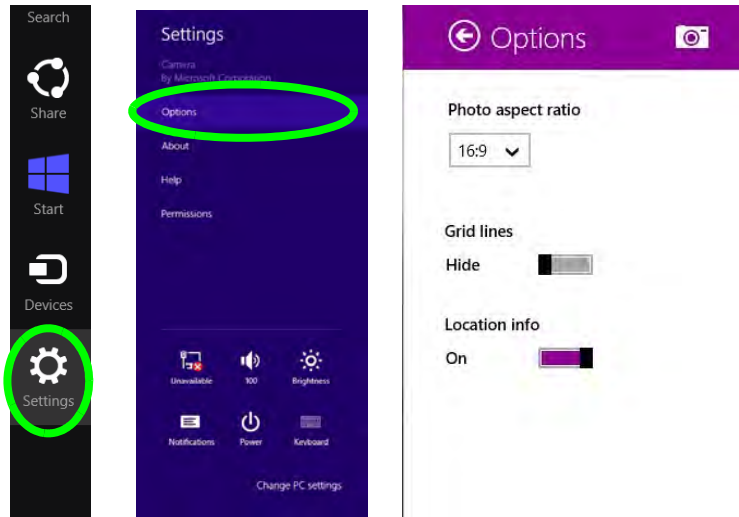 Search
Share
Start
Devices
Settings
Settings
Camera
By Microsoft Corporation
Options
About
Help
Permissions
Unavailable
100
Brightness
Notifications
Power
Keyboard
Change PC settings
Options
Photo aspect ratio
16:9
Grid lines
Hide
Location info
On